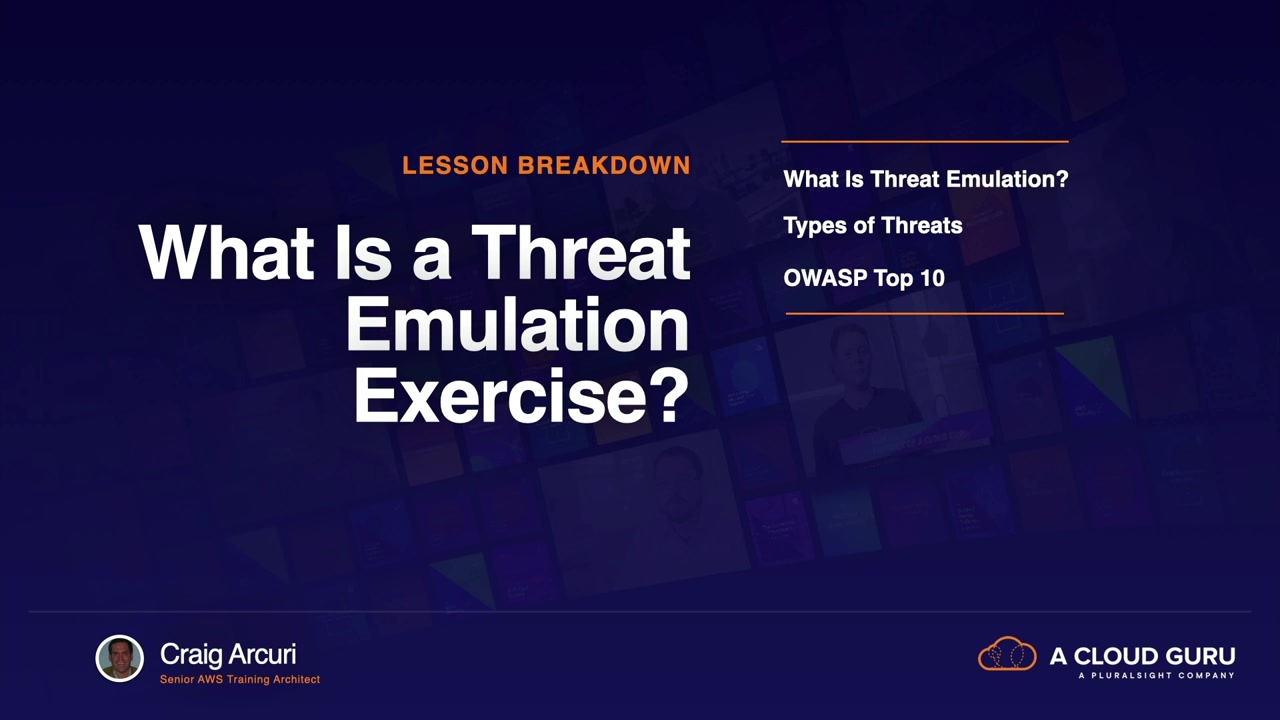 LESSON BREAKDOWN
What Is a Threat
Emulation
Exercise?
What Is Threat Emulation?
Types of Threats
OWASP Top 10
Craig Arcuri
Senior AWS Training Architect
A CLOUD GURU
A PLURALSIGHT COMPANY